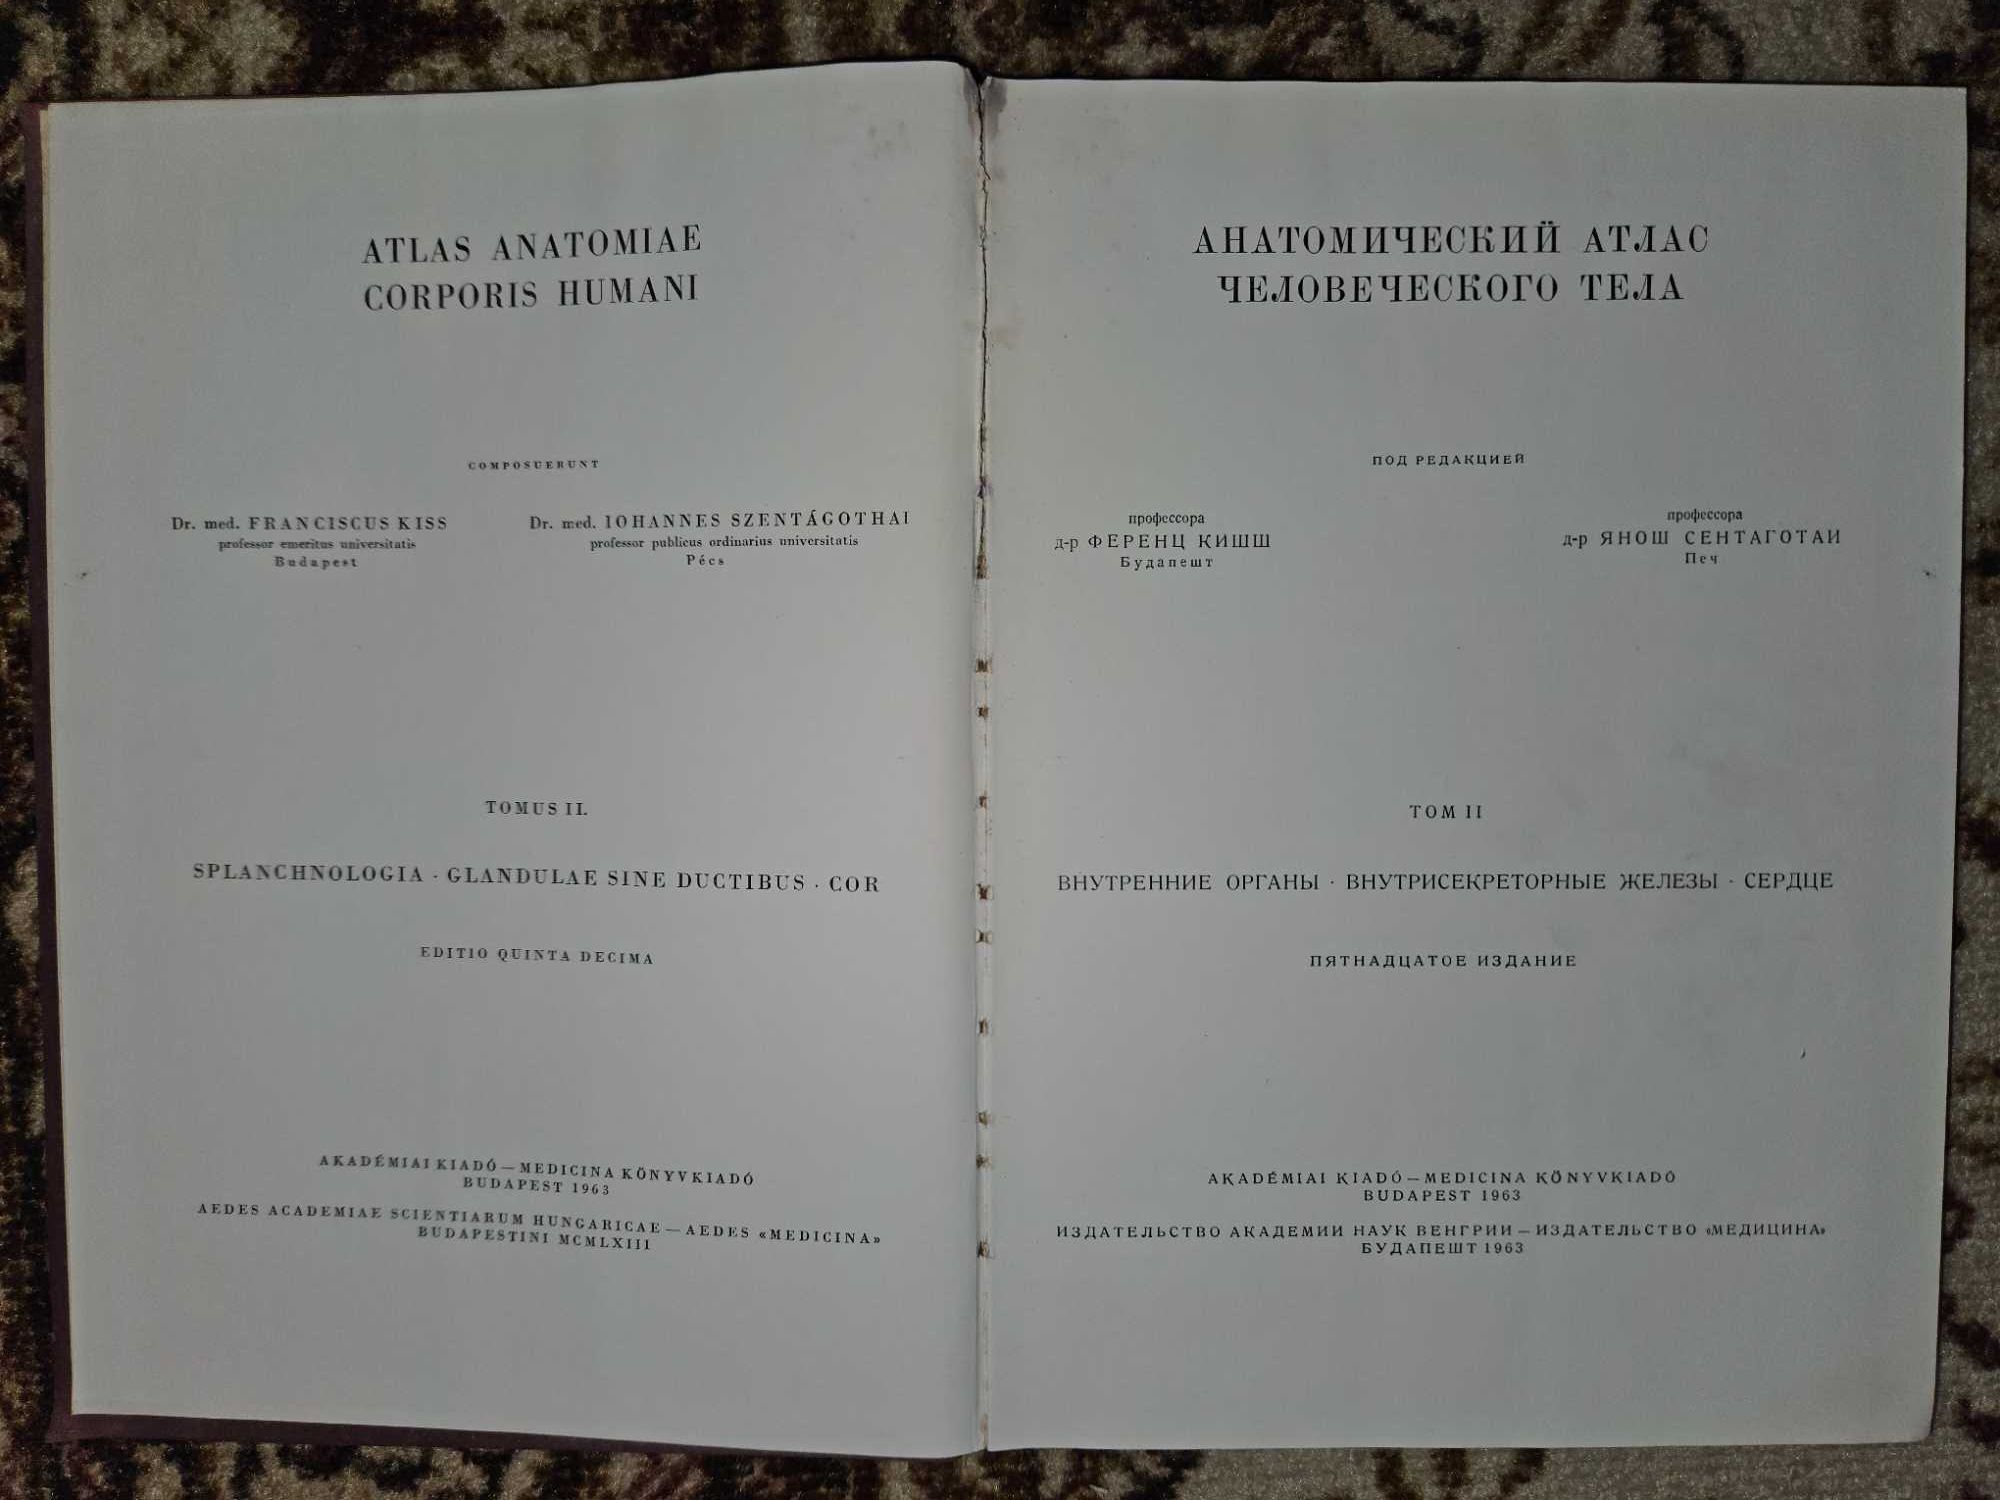 ATLAS ANATOMIAE
CORPORIS HUMANI
COMPOSUERUNT
Dr. med. FRANCISCUS KISS
professor emeritus universitatis
Budapest
Dr. med. IOHANNES SZENTÁGOTHAI
professor publicus ordinarius universitatis
Pécs
TOMUS II.
SPLANCHNOLOGIA · GLANDULAE SINE DUCTIBUS · COR
EDITIO QUINTA DECIMA
AKADÉMIAI KIADÓ — MEDICINA KÖNYVKIADÓ
BUDAPEST 1963
AEDES ACADEMIAE SCIENTIARUM HUNGARICAE — AEDES «MEDICINA»
BUDAPESTINI MCMLXIII
АНАТОМИЧЕСКИЙ АТЛАС
ЧЕЛОВЕЧЕСКОГО ТЕЛА
ПОД РЕДАКЦИЕЙ
профессора
д-р ФЕРЕНЦ КИШШ
Будапешт
профессора
д-р ЯНОШ СЕНТАГОТАИ
Печ
ТОМ II
ВНУТРЕННИЕ ОРГАНЫ · ВНУТРИСЕКРЕТОРНЫЕ ЖЕЛЕЗЫ · СЕРДЦЕ
ПЯТНАДЦАТОЕ ИЗДАНИЕ
AKADÉMIAI KIADÓ — MEDICINA KÖNYVKIADÓ
BUDAPEST 1963
ИЗДАТЕЛЬСТВО АКАДЕМИИ НАУК ВЕНГРИИ — ИЗДАТЕЛЬСТВО «МЕДИЦИНА»
БУДАПЕШТ 1963